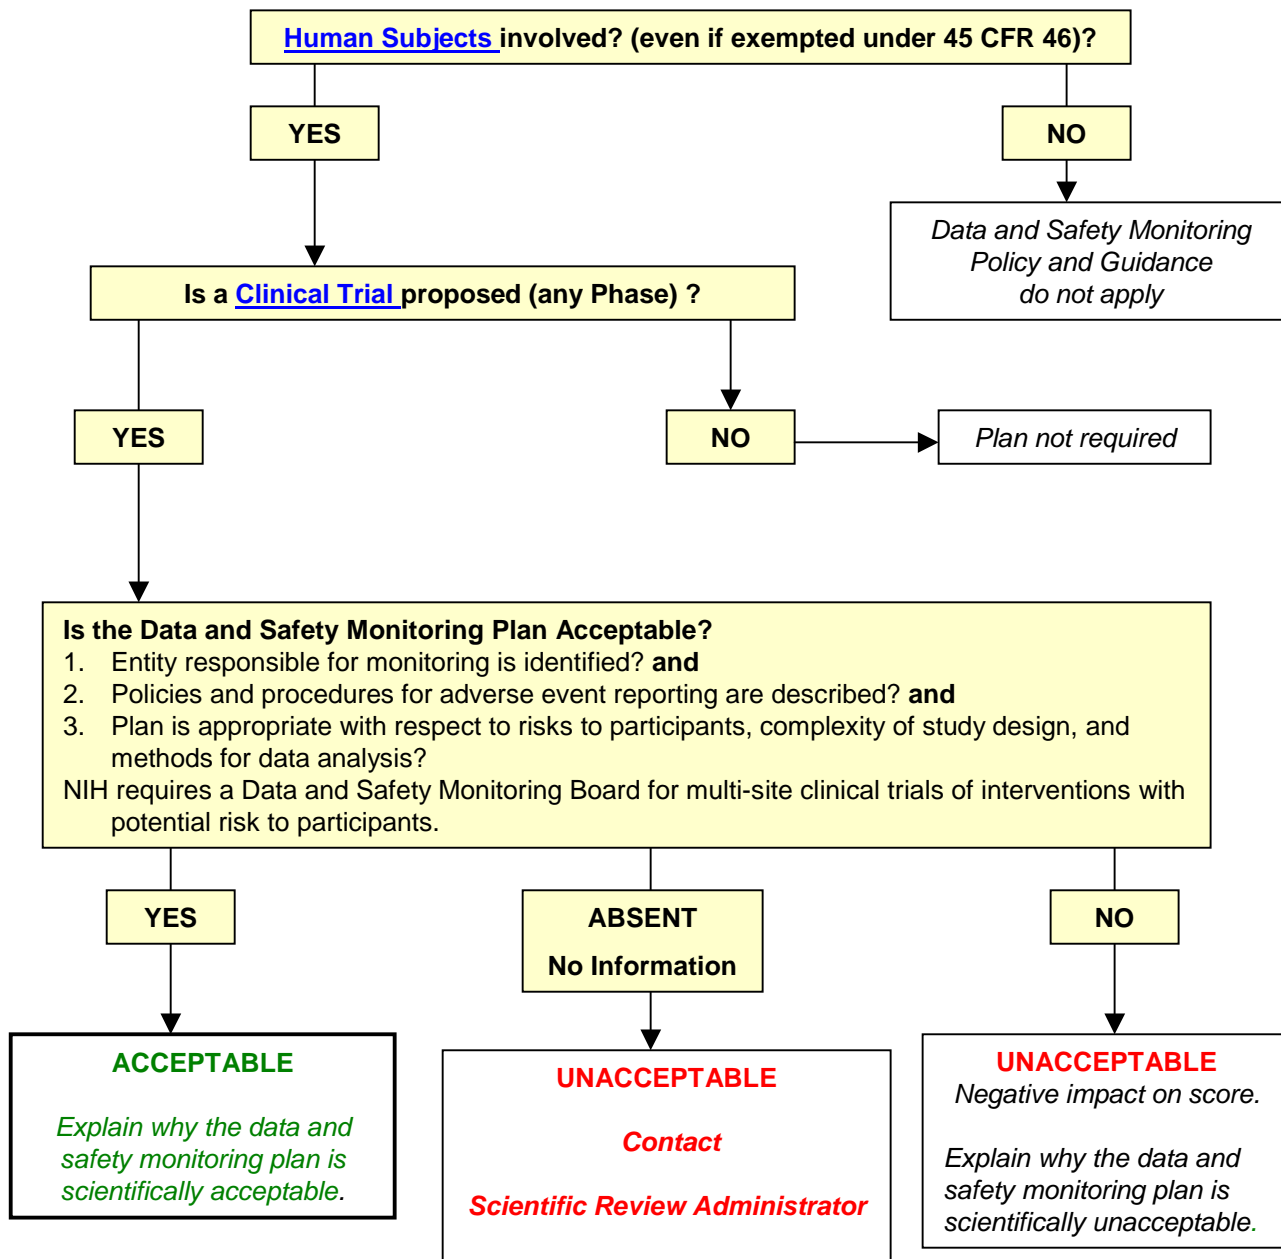 Human Subjects involved? (even if exempted under 45 CFR 46)?
YES
NO
Data and Safety Monitoring
Policy and Guidance
do not apply
Is a Clinical Trial proposed (any Phase) ?
YES
NO
Plan not required
Is the Data and Safety Monitoring Plan Acceptable?
1. Entity responsible for monitoring is identified? and
2. Policies and procedures for adverse event reporting are described? and
3. Plan is appropriate with respect to risks to participants, complexity of study design, and
methods for data analysis?
NIH requires a Data and Safety Monitoring Board for multi-site clinical trials of interventions with
potential risk to participants.
YES
ABSENT
No Information
NO
ACCEPTABLE
Explain why the data and
safety monitoring plan is
scientifically acceptable.
UNACCEPTABLE
Contact
Scientific Review Administrator
UNACCEPTABLE
Negative impact on score.
Explain why the data and
safety monitoring plan is
scientifically unacceptable.